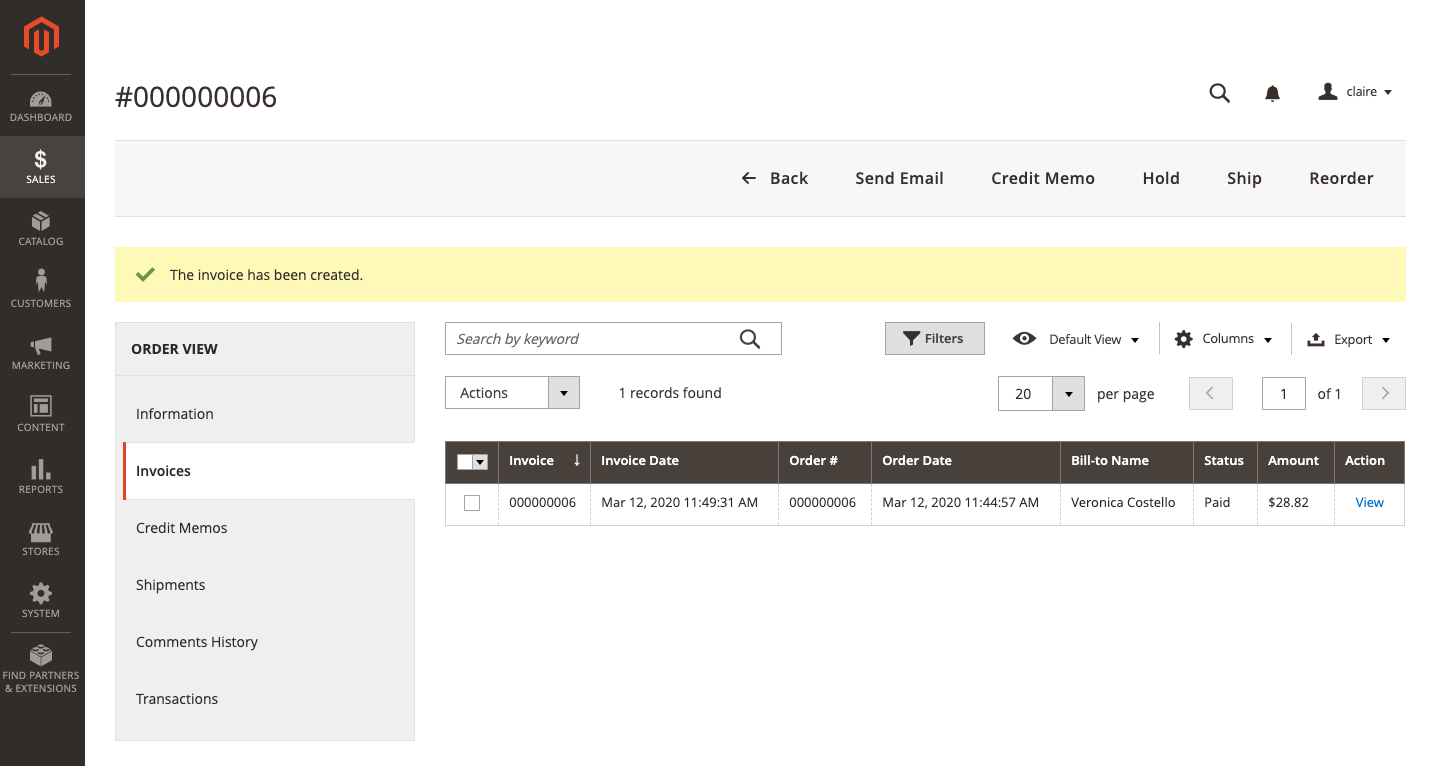 #000000006
claire
DASHBOARD
SALES
CATALOG
CUSTOMERS
MARKETING
CONTENT
REPORTS
STORES
SYSTEM
FIND PARTNERS
& EXTENSIONS
Back Send Email Credit Memo Hold Ship Reorder
The invoice has been created.
ORDER VIEW
Information
Invoices
Credit Memos
Shipments
Comments History
Transactions
Search by keyword Filters Default View Columns Export
Actions 1 records found 20 per page 1 of 1
Invoice ↓ Invoice Date Order # Order Date Bill-to Name Status Amount Action
000000006 Mar 12, 2020 11:49:31 AM 000000006 Mar 12, 2020 11:44:57 AM Veronica Costello Paid $28.82 View